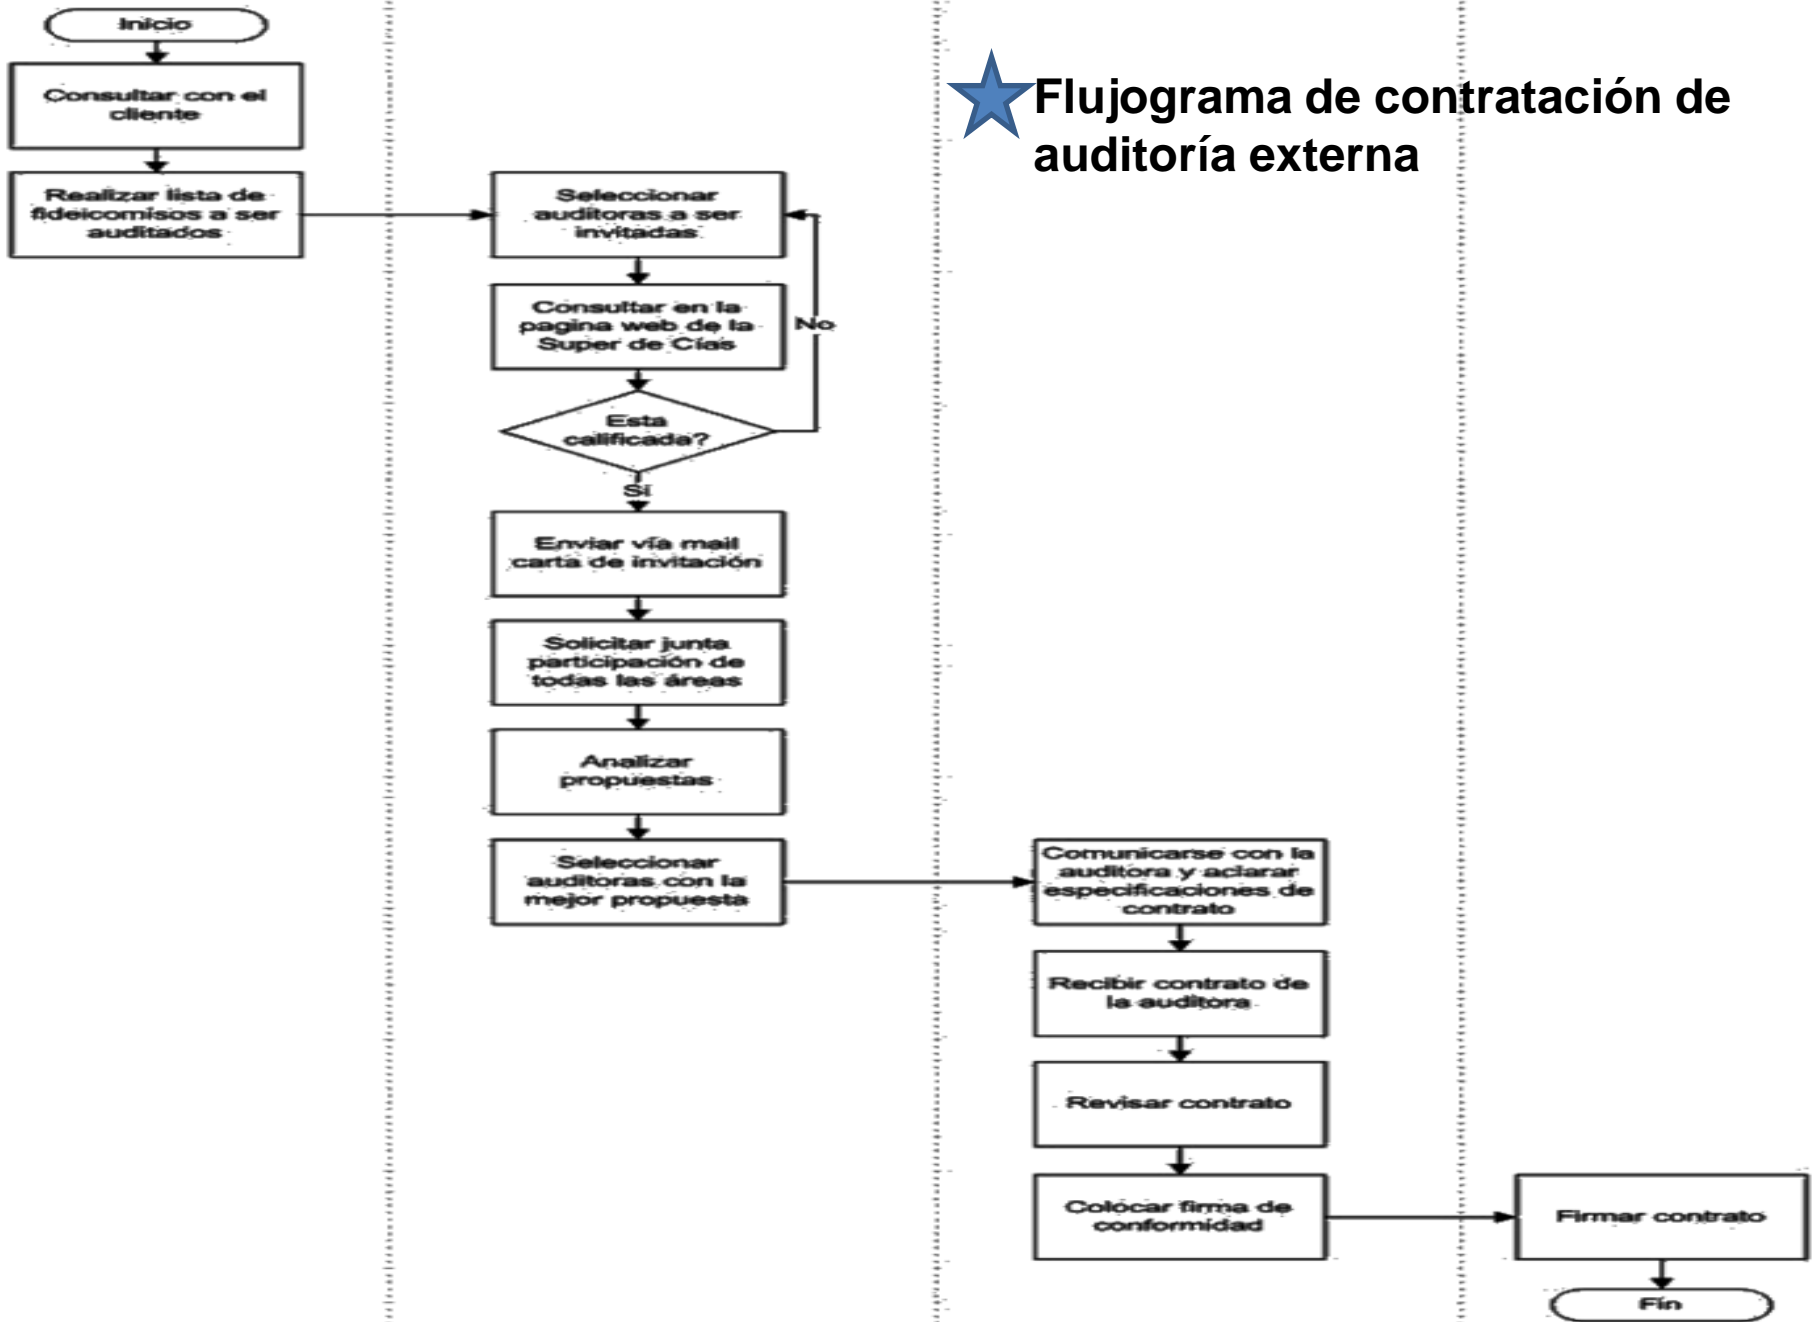 Inicio
Consultar con el
cliente
Realizar lista de
fideicomisos a ser
auditados
Flujograma de contratación de
auditoría externa
Seleccionar
auditoras a ser
invitadas
Consultar en la
pagina web de la
Super de Cías
No
Esta
calificada?
Sí
Enviar vía mail
carta de invitación
Solicitar junta
participación de
todas las áreas
Analizar
propuestas
Seleccionar
auditoras con la
mejor propuesta
Comunicarse con la
auditora y aclarar
especificaciones de
contrato
Recibir contrato de
la auditora
Revisar contrato
Colocar firma de
conformidad
Firmar contrato
Fin